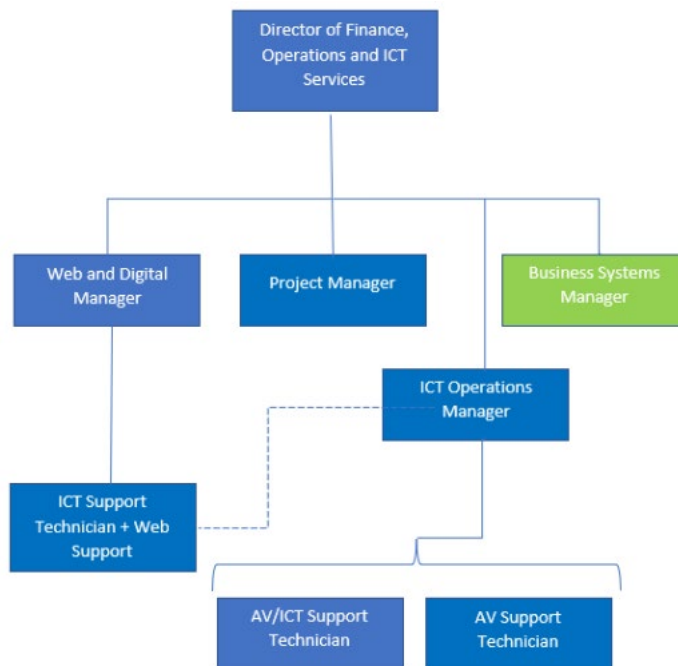 Director of Finance,
Operations and ICT
Services
Web and Digital
Manager
Project Manager
Business Systems
Manager
ICT Operations
Manager
ICT Support
Technician + Web
Support
AV/ICT Support
Technician
AV Support
Technician